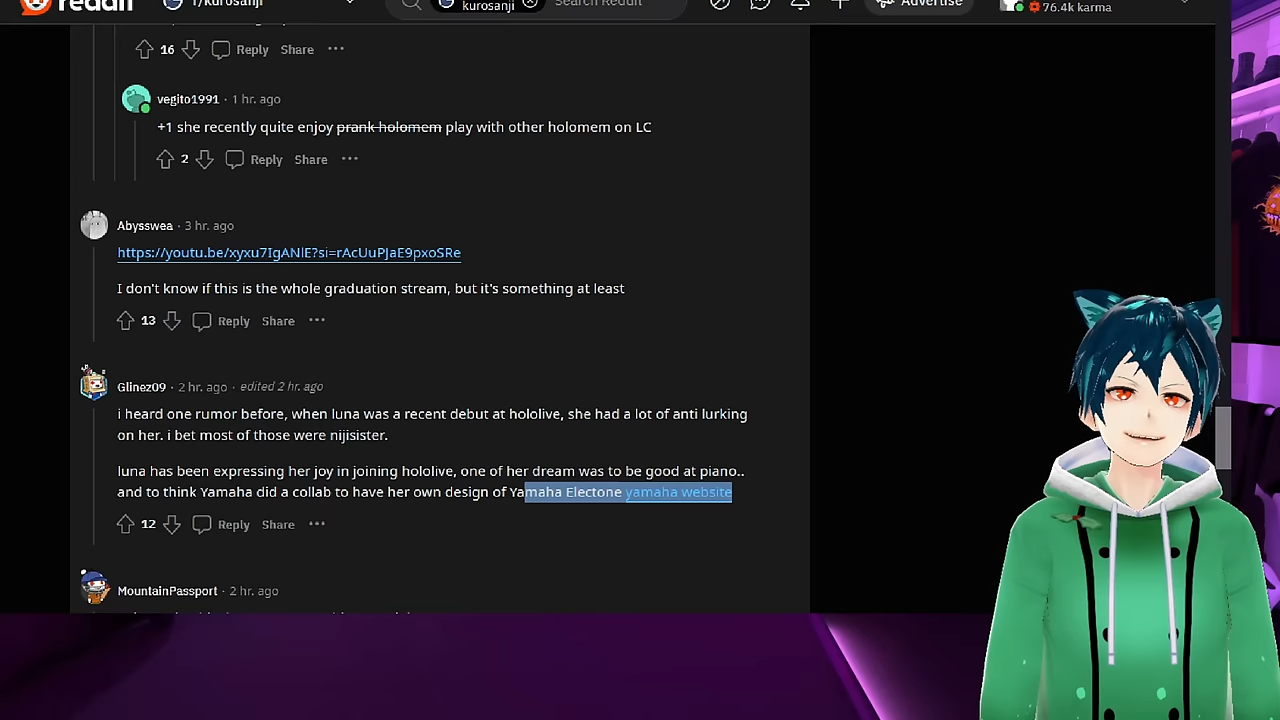 reddit
r/kurosanji
kurosanji
Search Reddit
Advertise
76.4k karma
16
Reply Share ...
vegito1991 · 1 hr. ago
+1 she recently quite enjoy prank holomem play with other holomem on LC
2 Reply Share ...
Abysswea · 3 hr. ago
https://youtu.be/xyxu7IgANlE?si=rAcUuPJaE9pxoSRe
I don't know if this is the whole graduation stream, but it's something at least
13 Reply Share ...
Glinez09 · 2 hr. ago · edited 2 hr. ago
i heard one rumor before, when luna was a recent debut at hololive, she had a lot of anti lurking
on her. i bet most of those were nijisister.
luna has been expressing her joy in joining hololive, one of her dream was to be good at piano..
and to think Yamaha did a collab to have her own design of Yamaha Electone yamaha website
12 Reply Share ...
MountainPassport · 2 hr. ago